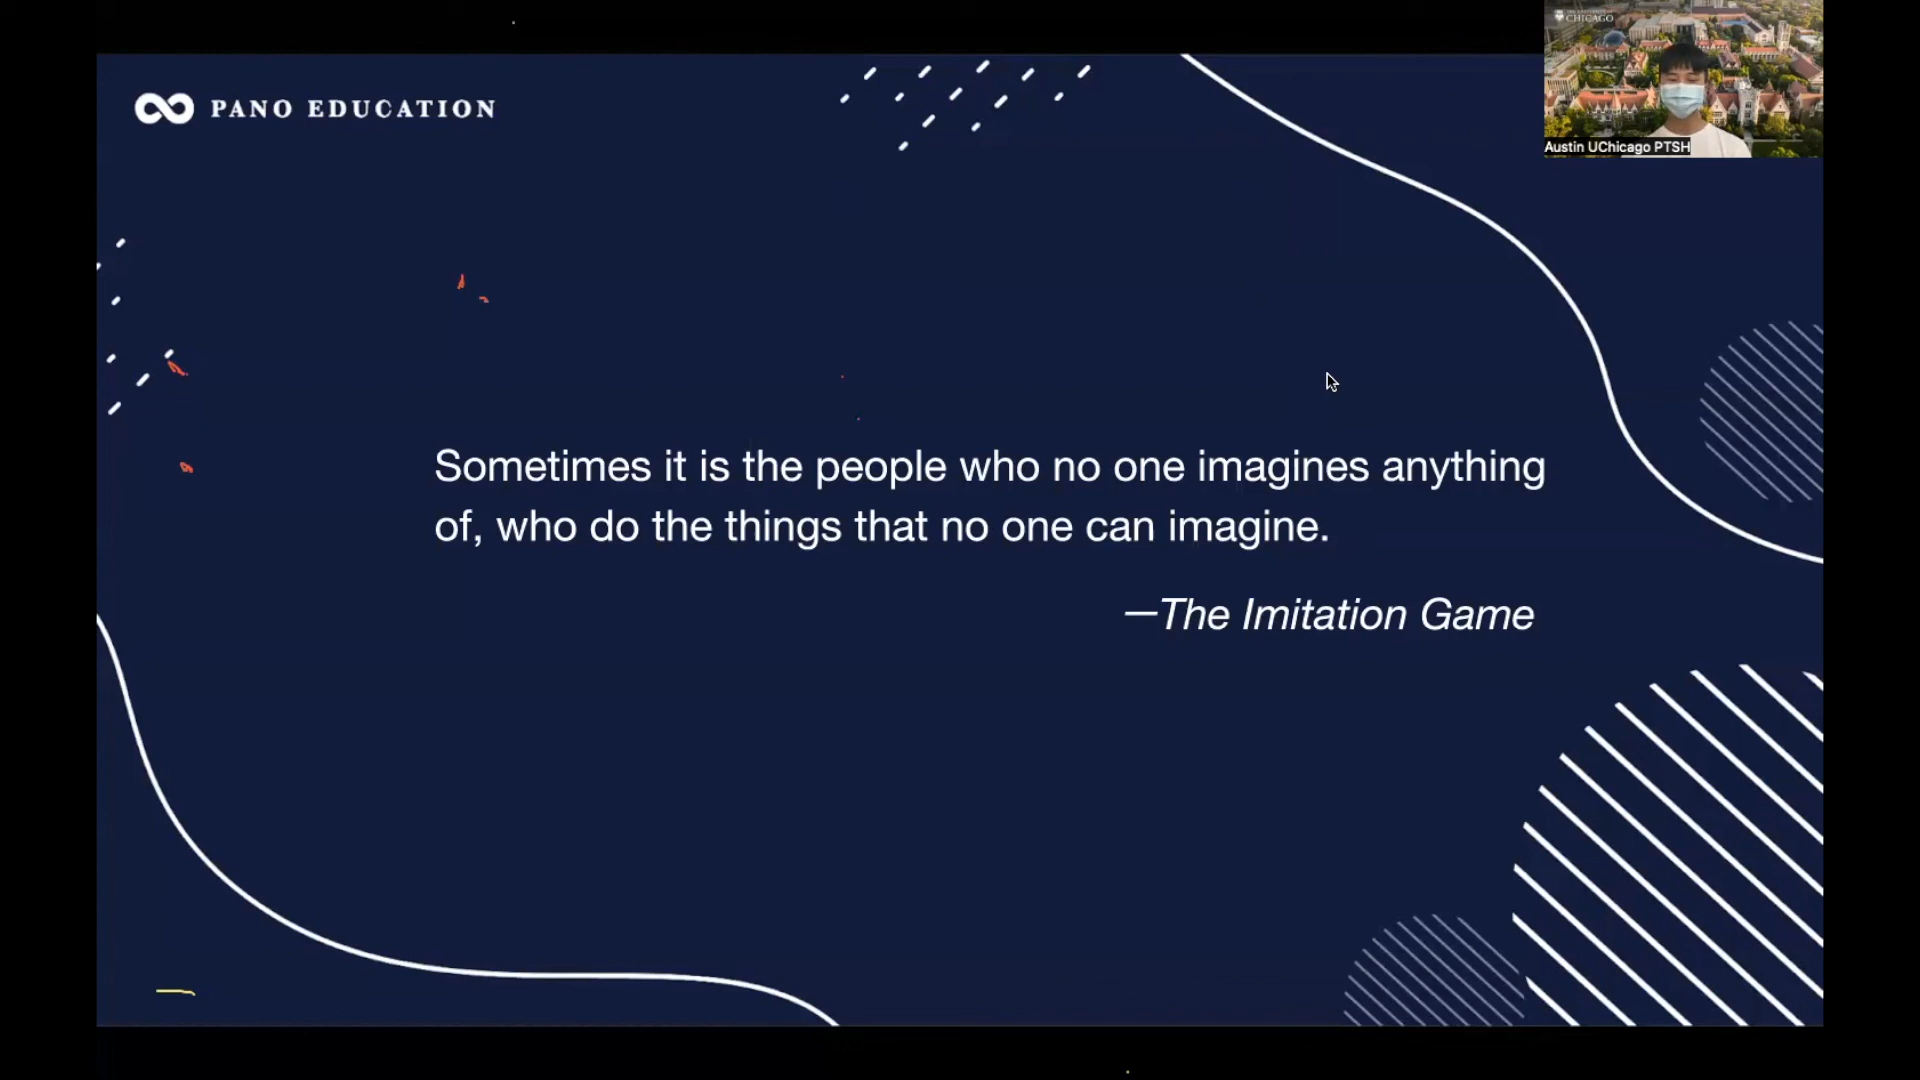 PANO EDUCATION
CHICAGO
Austin UChicago PTSH
Sometimes it is the people who no one imagines anything
of, who do the things that no one can imagine.
—The Imitation Game